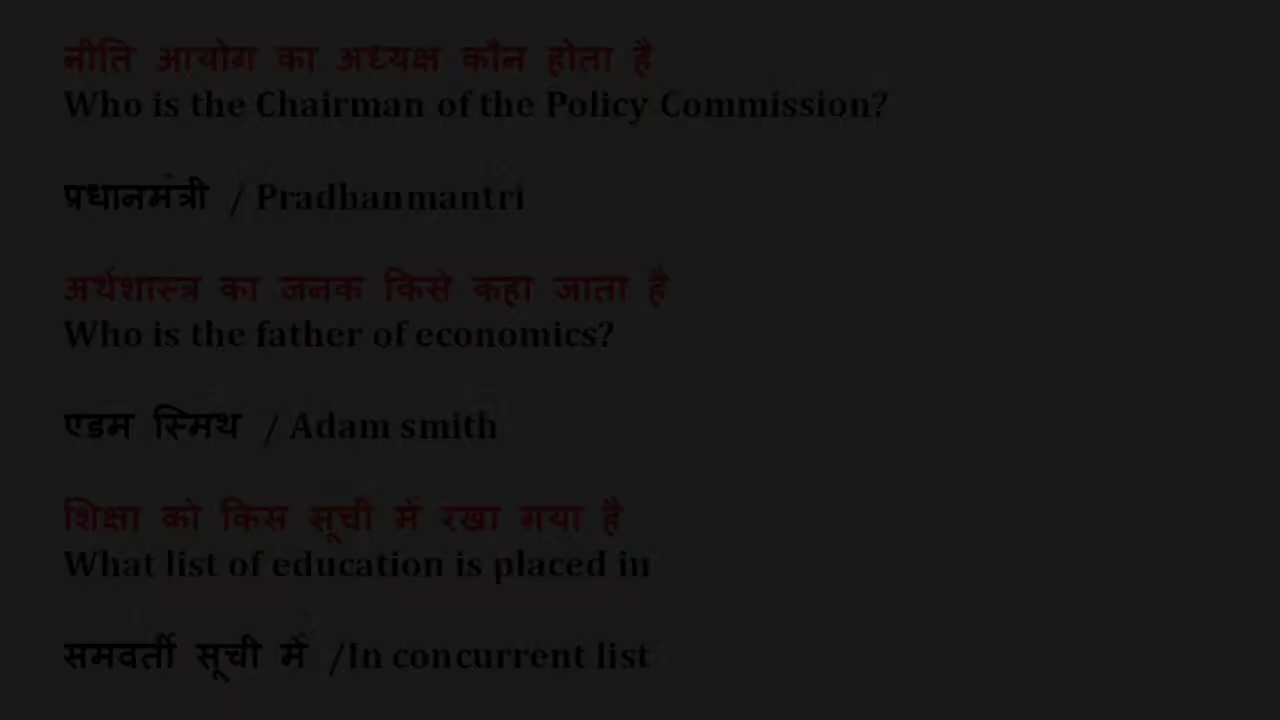 नीति आयोग का अध्यक्ष कौन होता है
Who is the Chairman of the Policy Commission?
प्रधानमंत्री / Pradhanmantri
अर्थशास्त्र का जनक किसे कहा जाता है
Who is the father of economics?
एडम स्मिथ / Adam smith
शिक्षा को किस सूची में रखा गया है
What list of education is placed in
समवर्ती सूची में /In concurrent list